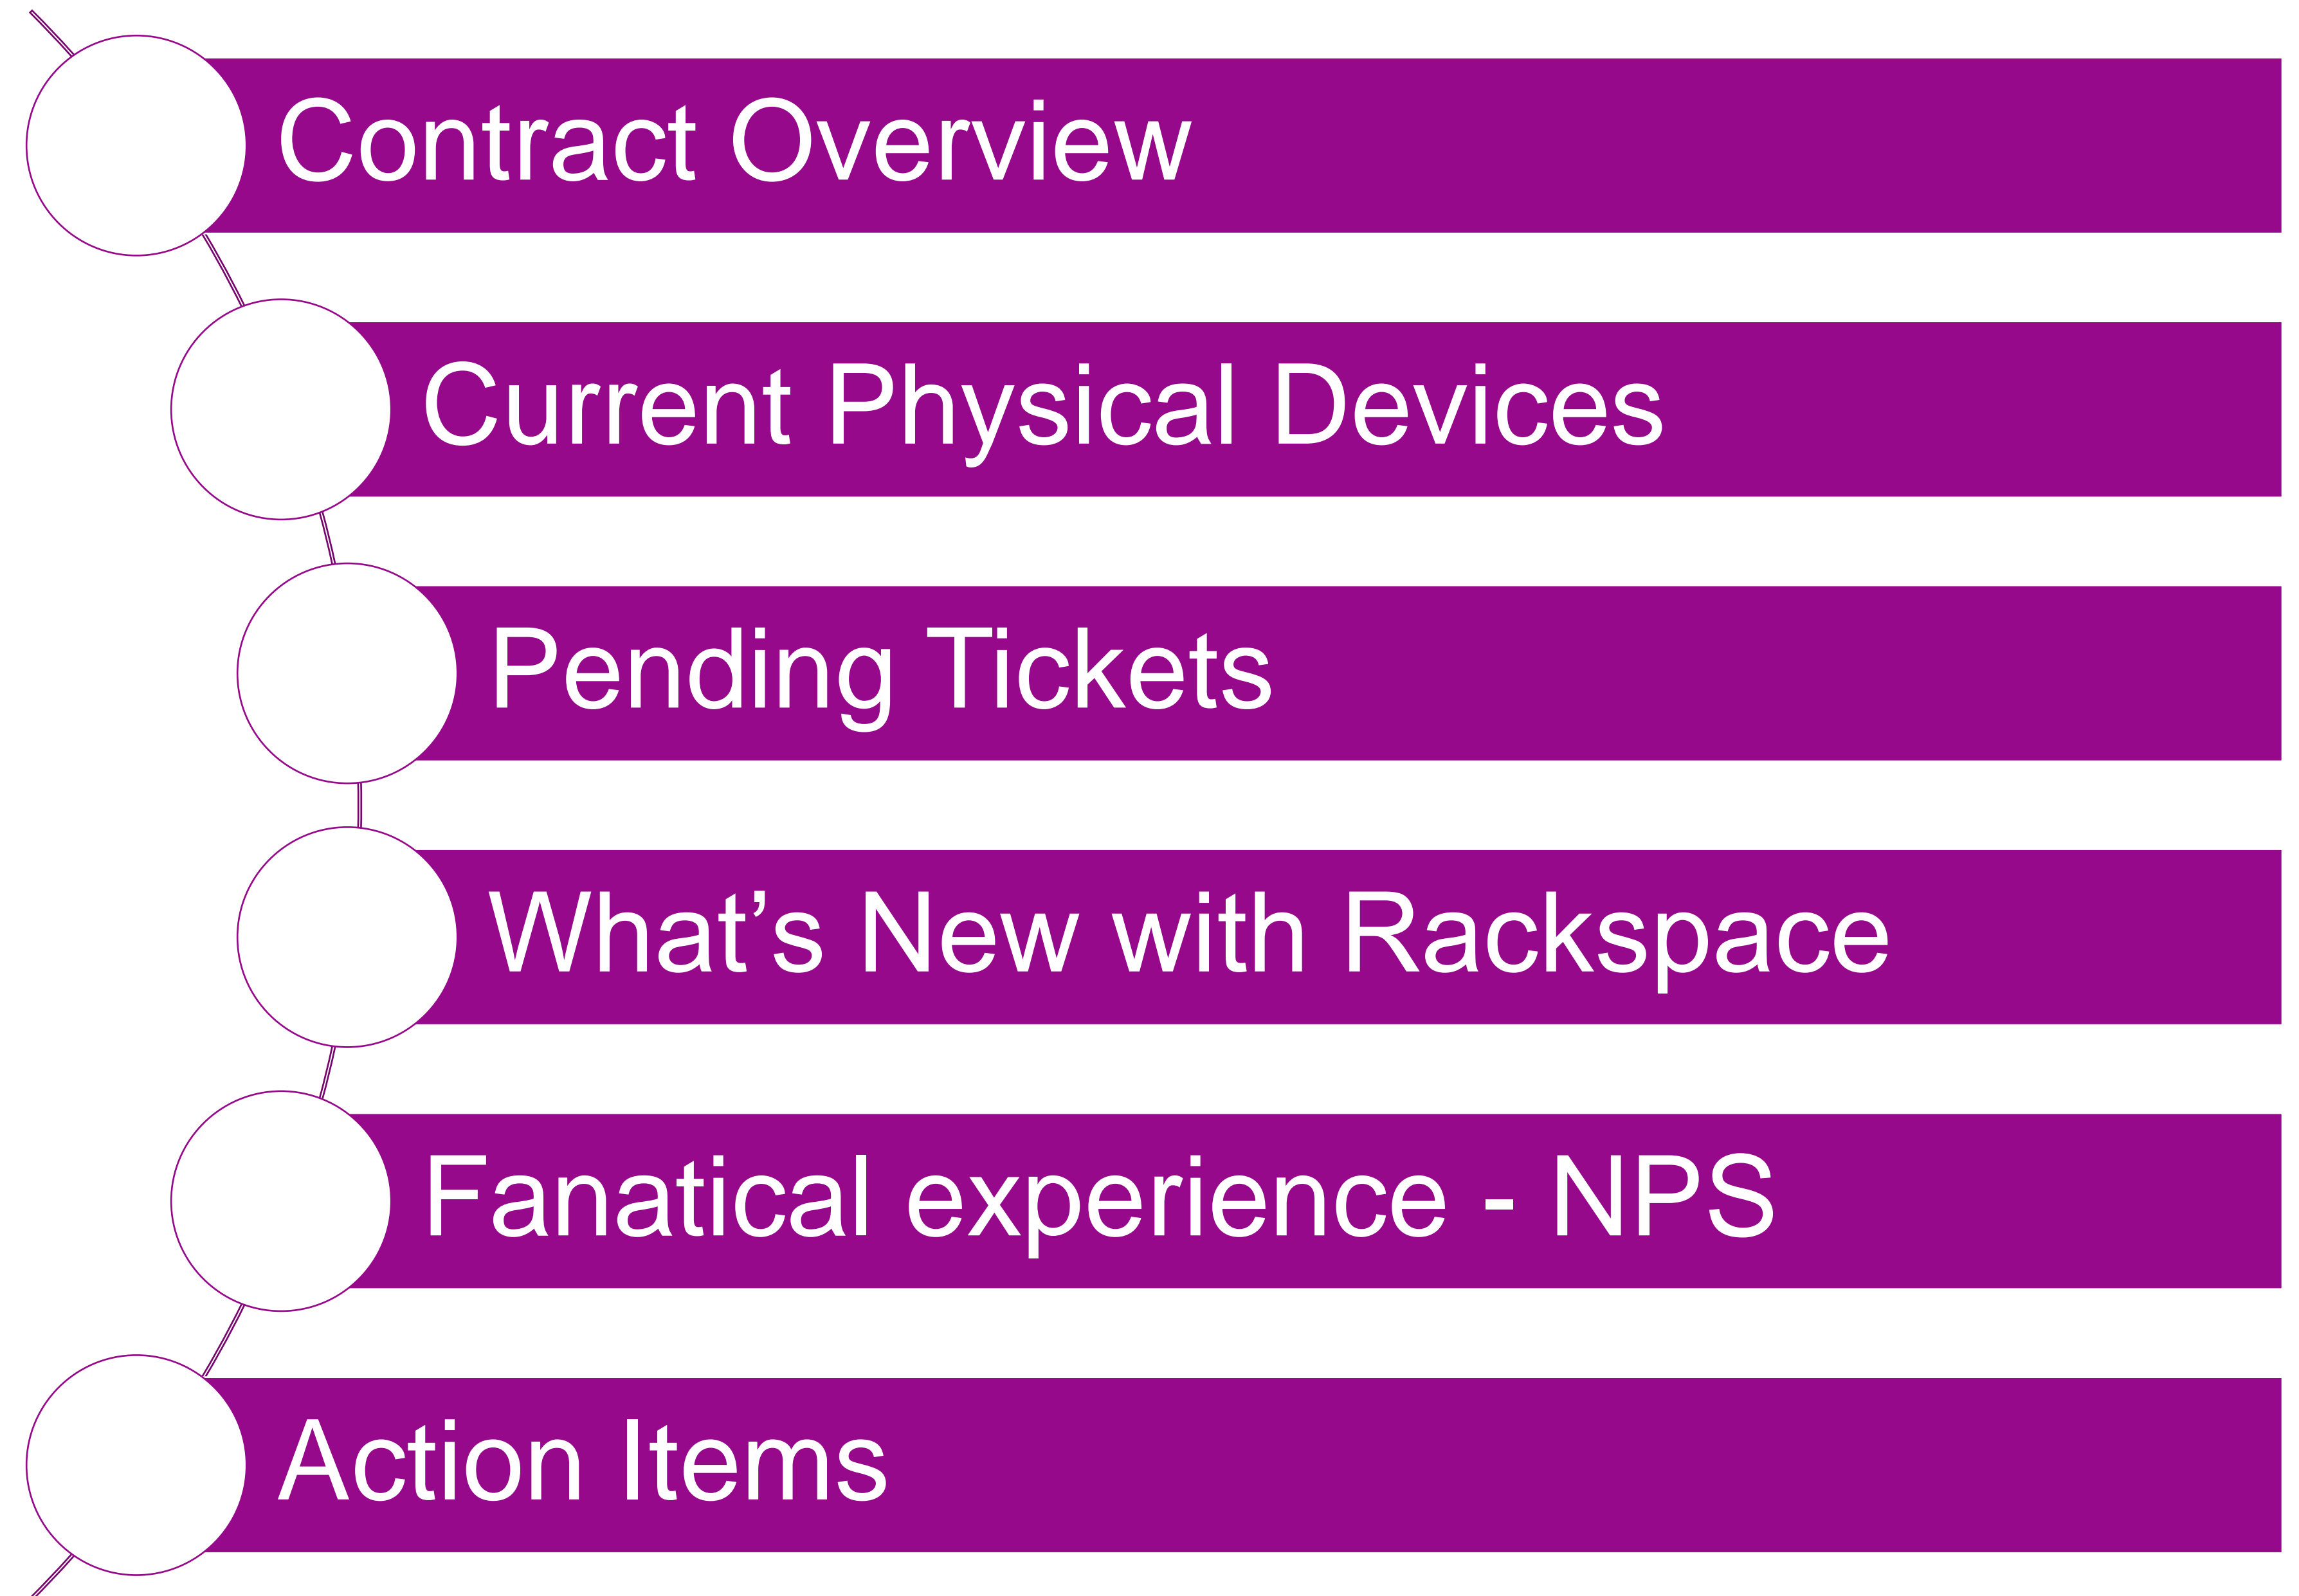 Contract Overview
Current Physical Devices
Pending Tickets
What’s New with Rackspace
Fanatical experience - NPS
Action Items